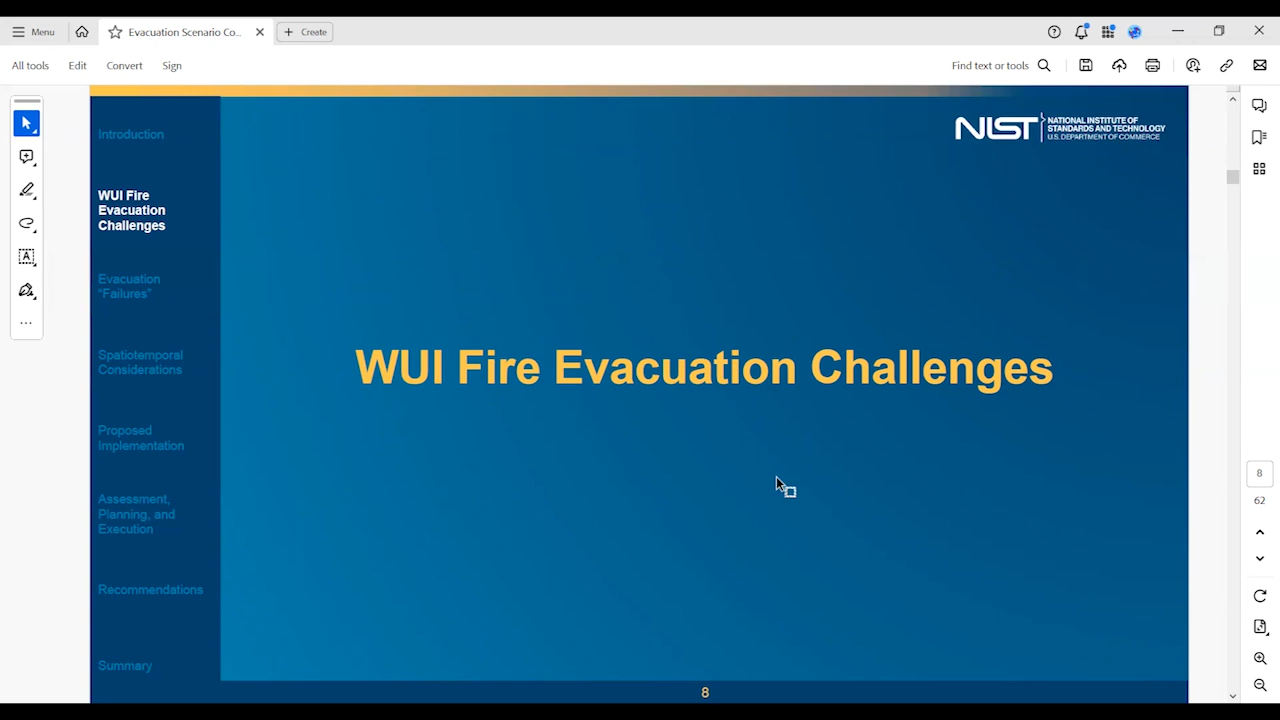 Menu
Evacuation Scenario Co...
Create
All tools
Edit
Convert
Sign
Find text or tools
Introduction
WUI Fire
Evacuation
Challenges
Evacuation
“Failures”
Spatiotemporal
Considerations
Proposed
Implementation
Assessment,
Planning, and
Execution
Recommendations
Summary
NIST
NATIONAL INSTITUTE OF
STANDARDS AND TECHNOLOGY
U.S. DEPARTMENT OF COMMERCE
WUI Fire Evacuation Challenges
8
8
62